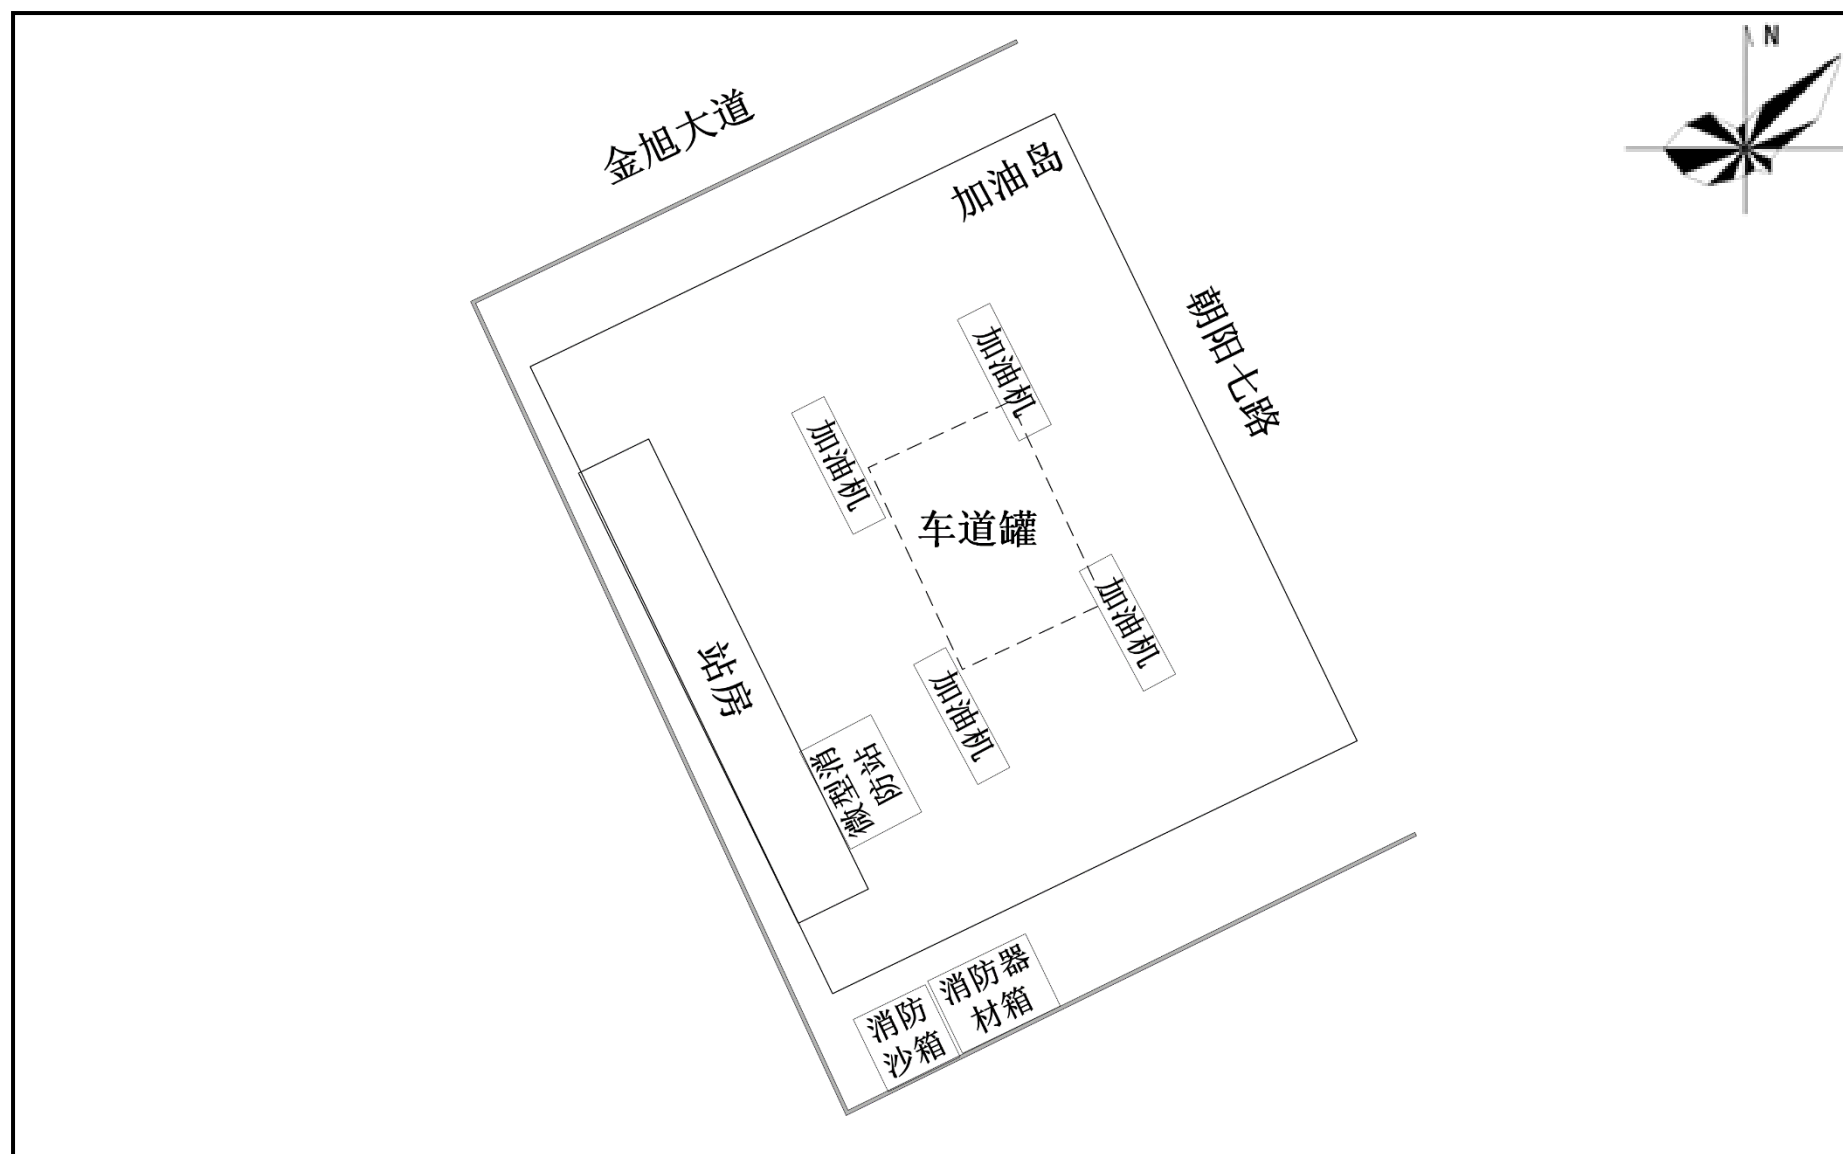 N
金旭大道
加油岛
朝阳七路
加油机
加油机
车道罐
加油机
加油机
站房
微型消
防站
消防器
材箱
消防
沙箱